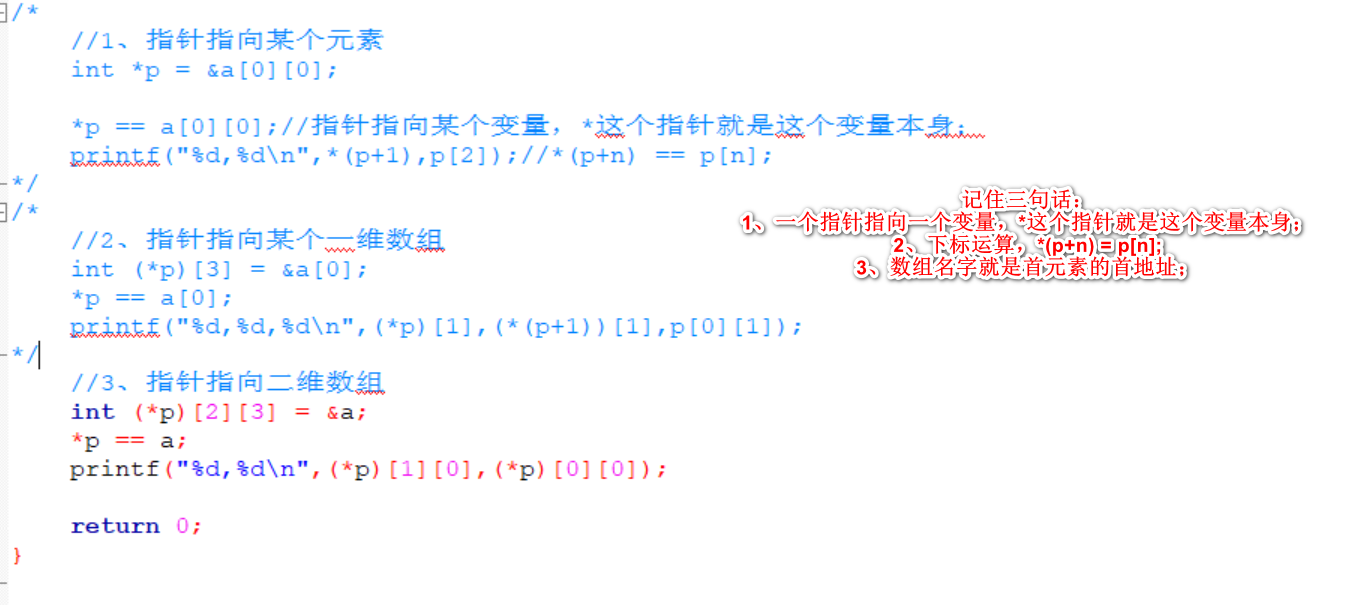 /*
//1、指针指向某个元素
int *p = &a[0][0];
*p == a[0][0];//指针指向某个变量，*这个指针就是这个变量本身；
printf("%d,%d\n",*(p+1),p[2]);//*(p+n) == p[n];
*/
/*
//2、指针指向某个一维数组
int (*p)[3] = &a[0];
*p == a[0];
printf("%d,%d,%d\n",(*p)[1],(*(p+1))[1],p[0][1]);
*/
//3、指针指向二维数组
int (*p)[2][3] = &a;
*p == a;
printf("%d,%d\n",(*p)[1][0],(*p)[0][0]);
return 0;
}
记住三句话：
1、一个指针指向一个变量，*这个指针就是这个变量本身；
2、下标运算，*(p+n) = p[n];
3、数组名字就是首元素的首地址；